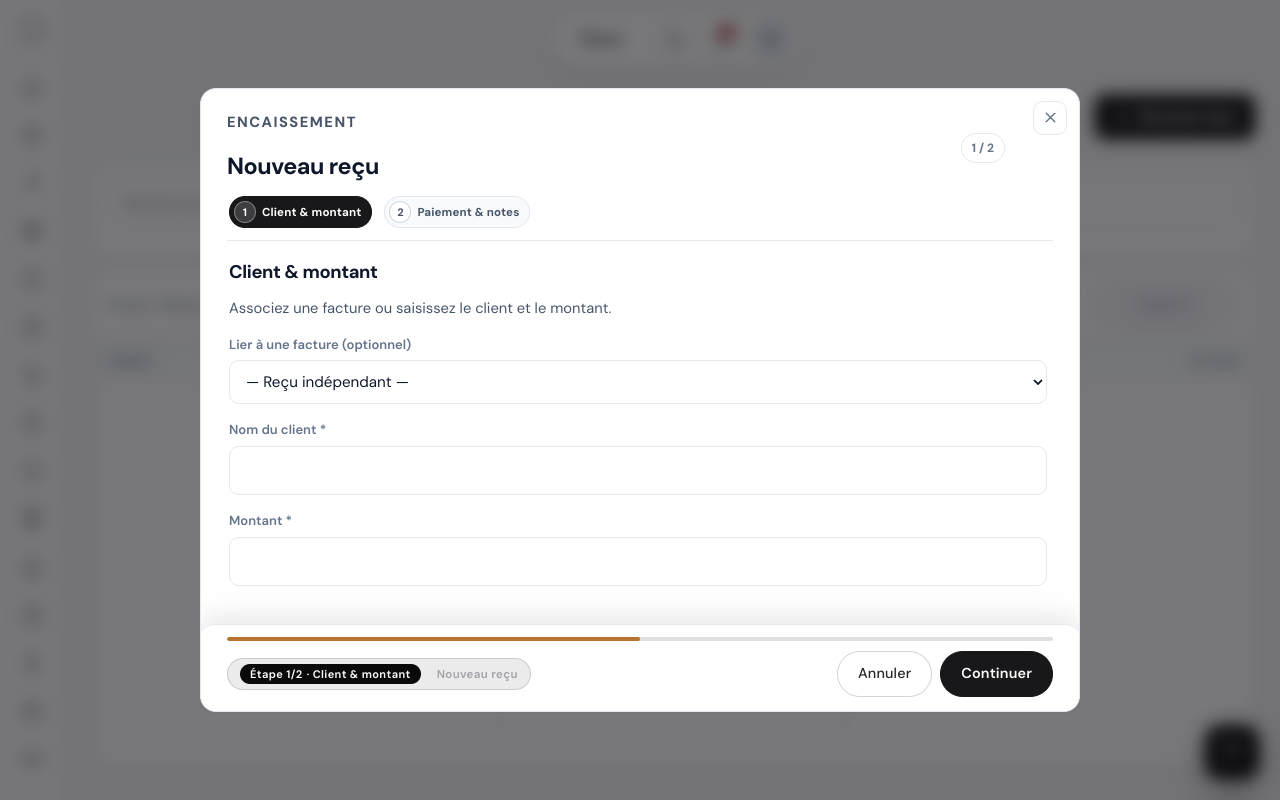 ENCAISSEMENT
1 / 2
Nouveau reçu
1 Client & montant 2 Paiement & notes
Client & montant
Associez une facture ou saisissez le client et le montant.
Lier à une facture (optionnel)
— Reçu indépendant —
Nom du client *
Montant *
Étape 1/2 · Client & montant Nouveau reçu
Annuler Continuer